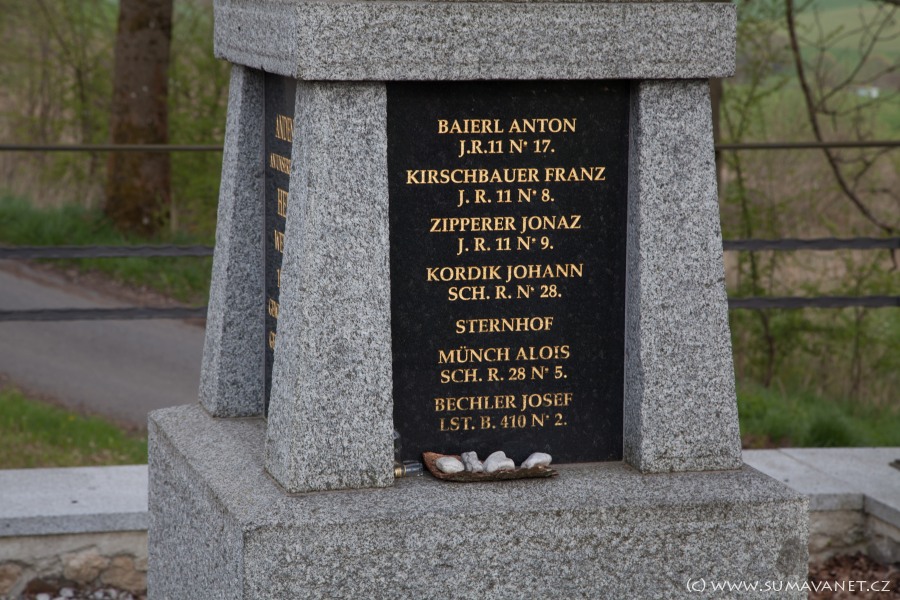 BAIERL ANTON
J.R.11 Nº 17.
KIRSCHBAUER FRANZ
J. R. 11 Nº 8.
ZIPPERER JONAZ
J. R. 11 Nº 9.
KORDIK JOHANN
SCH. R. Nº 28.
STERNHOF
MÜNCH ALOIS
SCH. R. 28 Nº 5.
BECHLER JOSEF
LST. B. 410 Nº 2.
(C) WWW.SUMAVANET.CZ